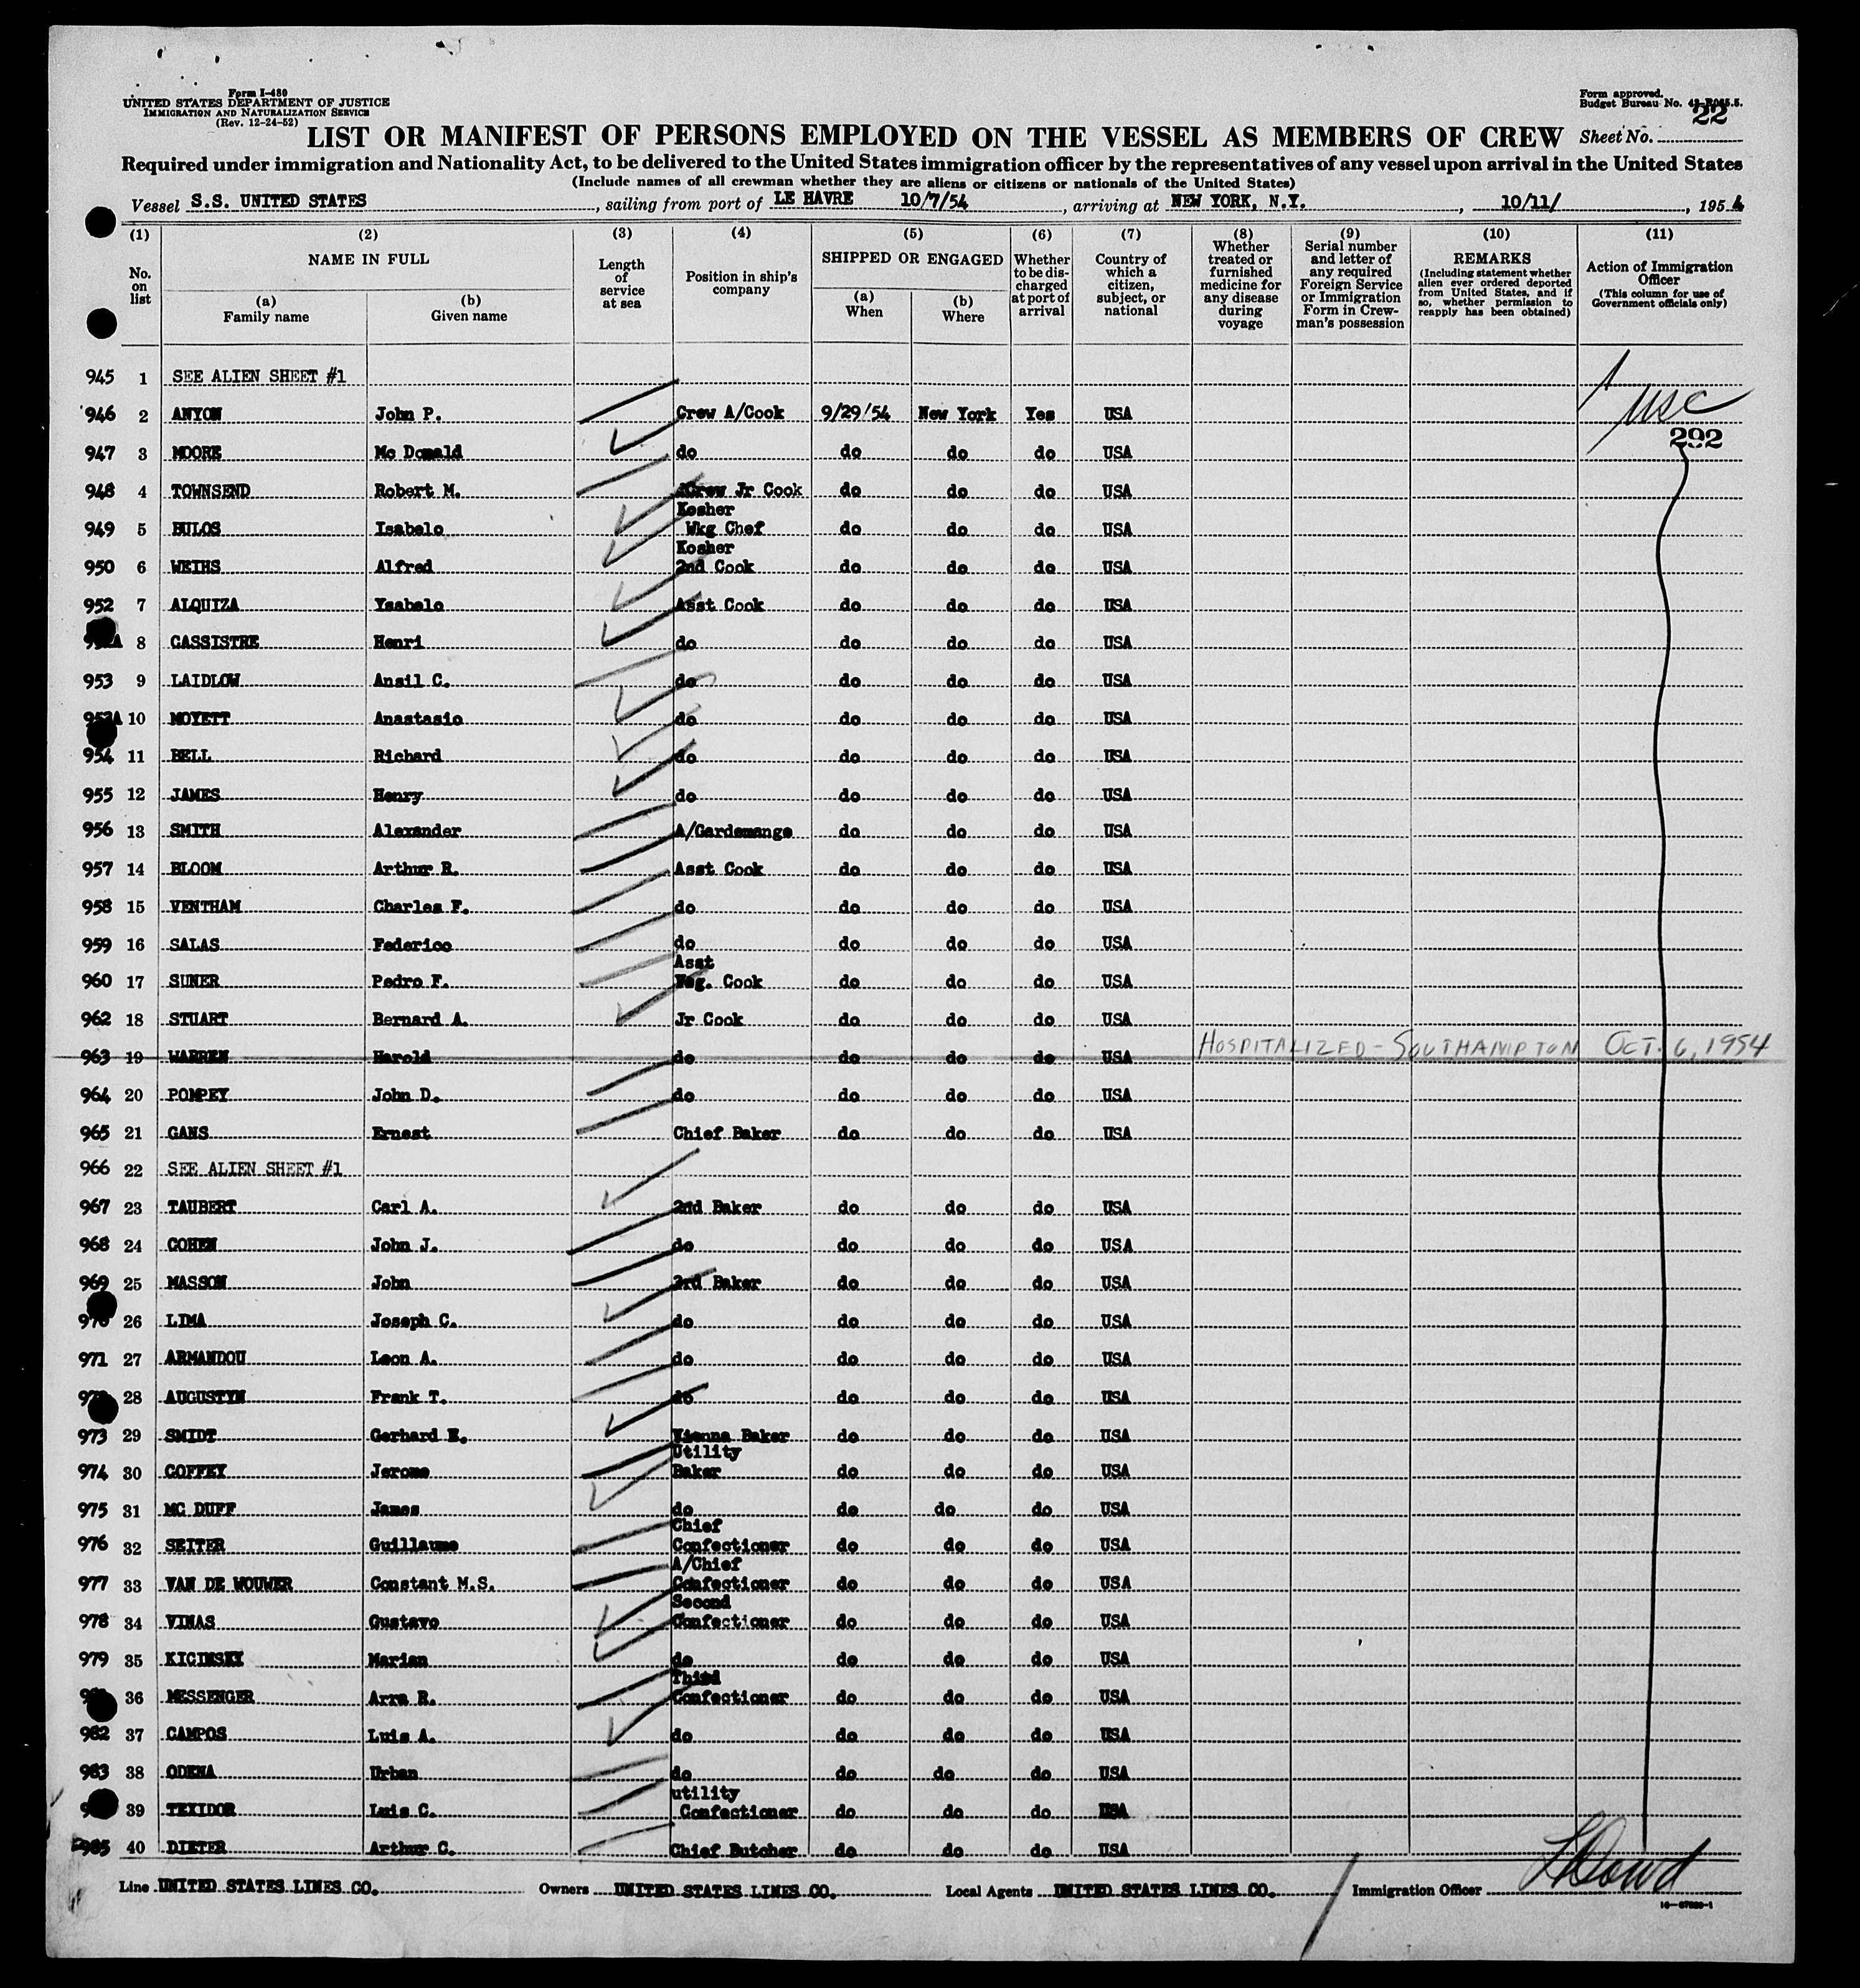 Form I-480
UNITED STATES DEPARTMENT OF JUSTICE
IMMIGRATION AND NATURALIZATION SERVICE
(Rev. 12-24-52)
Form approved.
Budget Bureau No.
22
Sheet No.
LIST OR MANIFEST OF PERSONS EMPLOYED ON THE VESSEL AS MEMBERS OF CREW
Required under immigration and Nationality Act, to be delivered to the United States immigration officer by the representatives of any vessel upon arrival in the United States
(Include names of all crewman whether they are aliens or citizens or nationals of the United States)
Vessel S.S. UNITED STATES, sailing from port of LE HAVRE 10/7/54, arriving at NEW YORK, N.Y., 10/11/, 1954
(1) (2) (3) (4) (5) (6) (7) (8) (9) (10) (11)
No. on list
NAME IN FULL
(a) Family name
(b) Given name
Length of service at sea
Position in ship's company
SHIPPED OR ENGAGED
(a) When
(b) Where
Whether to be discharged at port of arrival
Country of which a citizen, subject, or national
Whether treated or furnished medicine for any disease during voyage
Serial number and letter of any required Foreign Service or Immigration Form in Crewman's possession
REMARKS
(Including statement whether alien ever ordered deported from United States, and if so, whether permission to reapply has been obtained)
Action of Immigration Officer
(This column for use of Government officials only)
945 1 SEE ALIEN SHEET #1
946 2 ANYON John P. Crew A/Cook 9/29/54 New York Yes USA usc
292
947 3 MOORE Mc Donald do do do do USA
948 4 TOWNSEND Robert M. Crew Jr Cook do do do USA
949 5 BULOS Isabelo Kosher Wkg Chef do do do USA
950 6 WEIHS Alfred Kosher 2nd Cook do do do USA
952 7 ALQUIZA Ysabelo Asst Cook do do do USA
8 CASSISTRE Henri do do do do USA
953 9 LAIDLOW Ansil C. do do do do USA
953A 10 MOYETT Anastasio do do do do USA
954 11 BELL Richard do do do do USA
955 12 JAMES Henry do do do do USA
956 13 SMITH Alexander A/Gardemange do do do USA
957 14 BLOOM Arthur R. Asst Cook do do do USA
958 15 VENTHAM Charles F. do do do do USA
959 16 SALAS Federico do do do do USA
960 17 SUNER Pedro F. Asst Veg. Cook do do do USA
962 18 STUART Bernard A. Jr Cook do do do USA
963 19 WARREN Harold do do do do USA HOSPITALIZED - SOUTHAMPTON OCT. 6, 1954
964 20 POMPEY John D. do do do do USA
965 21 GANS Ernest Chief Baker do do do USA
966 22 SEE ALIEN SHEET #1
967 23 TAUBERT Carl A. 2nd Baker do do do USA
968 24 COHEN John J. do do do do USA
969 25 MASSON John 3rd Baker do do do USA
970 26 LIMA Joseph C. do do do do USA
971 27 ARMANDOU Leon A. do do do do USA
28 AUGUSTYN Frank T. do do do do USA
973 29 SMIDT Gerhard E. Vienna Baker do do do USA
974 30 COFFEY Jerome Utility Baker do do do USA
975 31 MC DUFF James do do do do USA
976 32 SEITER Guillaume Chief Confectioner do do do USA
977 33 VAN DE WOUWER Constant M.S. A/Chief Confectioner do do do USA
978 34 VINAS Gustavo Second Confectioner do do do USA
979 35 KICINSKY Marian do do do do USA
36 MESSENGER Arra R. Third Confectioner do do do USA
982 37 CAMPOS Luis A. do do do do USA
983 38 ODENA Urban do do do do USA
39 TEXIDOR Luis C. utility Confectioner do do do USA
985 40 DIETER Arthur C. Chief Butcher do do do USA
Line UNITED STATES LINES CO. Owners UNITED STATES LINES CO. Local Agents UNITED STATES LINES CO. Immigration Officer